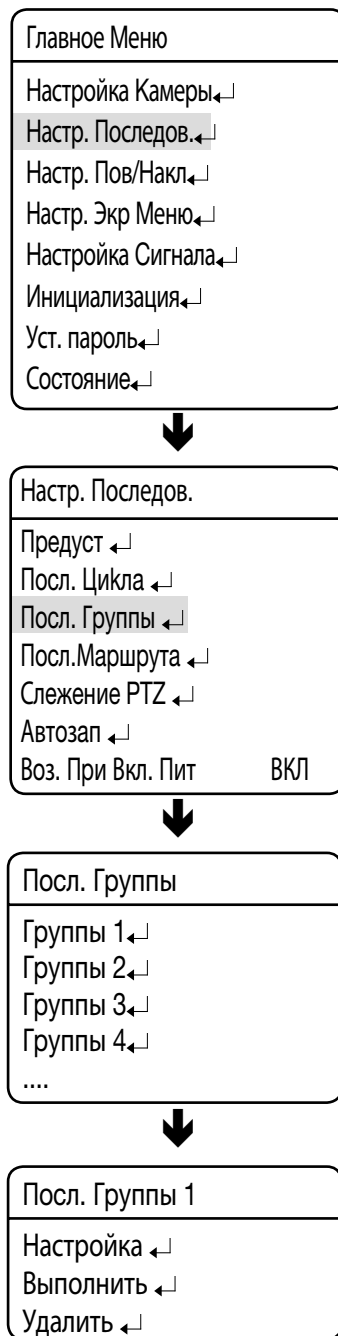 Главное Меню
Настройка Камеры↵
Настр. Последов.↵
Настр. Пов/Накл↵
Настр. Экр Меню↵
Настройка Сигнала↵
Инициализация↵
Уст. пароль↵
Состояние↵
Настр. Последов.
Предуст ↵
Посл. Цикла ↵
Посл. Группы ↵
Посл.Маршрута ↵
Слежение PTZ ↵
Автозап ↵
Воз. При Вкл. Пит ВКЛ
Посл. Группы
Группы 1↵
Группы 2↵
Группы 3↵
Группы 4↵
....
Посл. Группы 1
Настройка ↵
Выполнить ↵
Удалить ↵